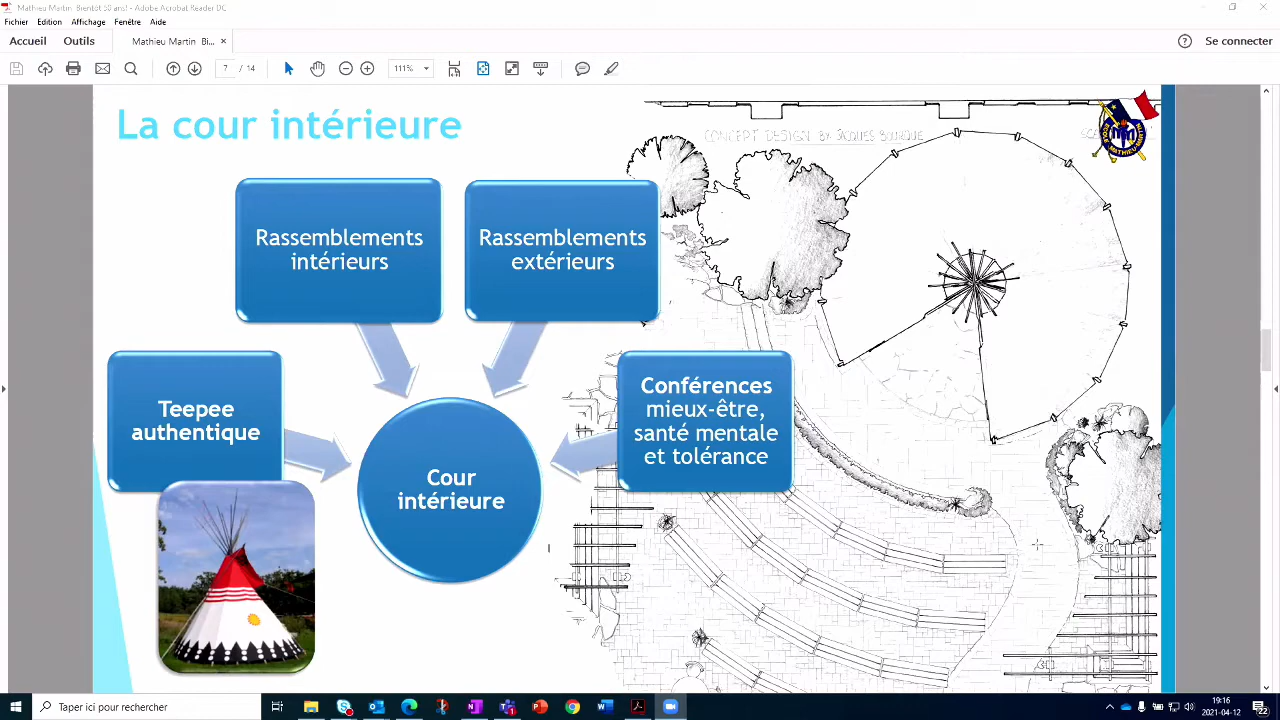 Mathieu Martin Bientôt 50 ans! - Adobe Acrobat Reader DC
Fichier Edition Affichage Fenêtre Aide
Accueil Outils Mathieu Martin Bi... × Se connecter
7 / 14 111%
La cour intérieure
CONCEPT DESIGN BY JACQUES BOURQUE
MATHIEU-MARTIN
Rassemblements
intérieurs
Rassemblements
extérieurs
Teepee
authentique
Conférences
mieux-être,
santé mentale
et tolérance
Cour
intérieure
Taper ici pour rechercher
19:16
2021-04-12
22